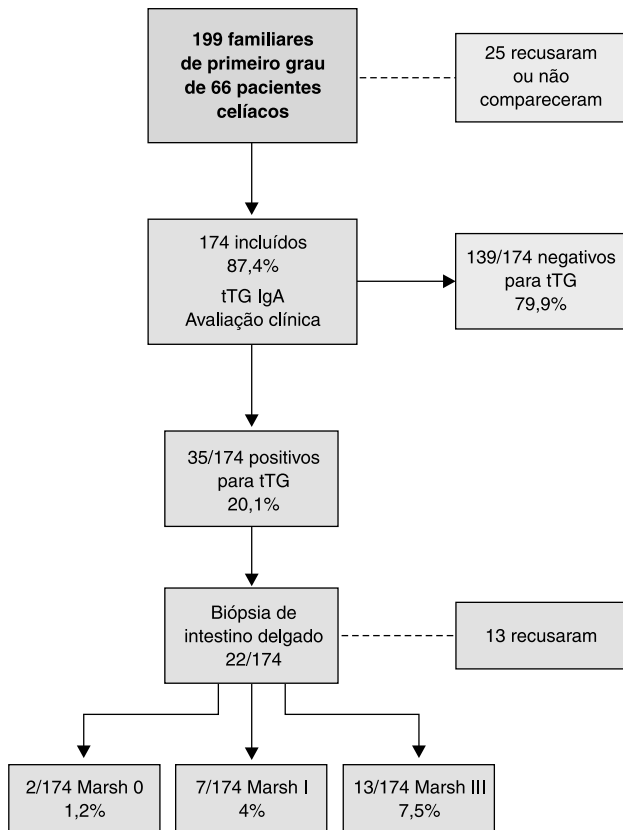 199 familiares
de primeiro grau
de 66 pacientes
celíacos
25 recusaram
ou não
compareceram
174 incluídos
87,4%
tTG IgA
Avaliação clínica
139/174 negativos
para tTG
79,9%
35/174 positivos
para tTG
20,1%
Biópsia de
intestino delgado
22/174
13 recusaram
2/174 Marsh 0
1,2%
7/174 Marsh I
4%
13/174 Marsh III
7,5%